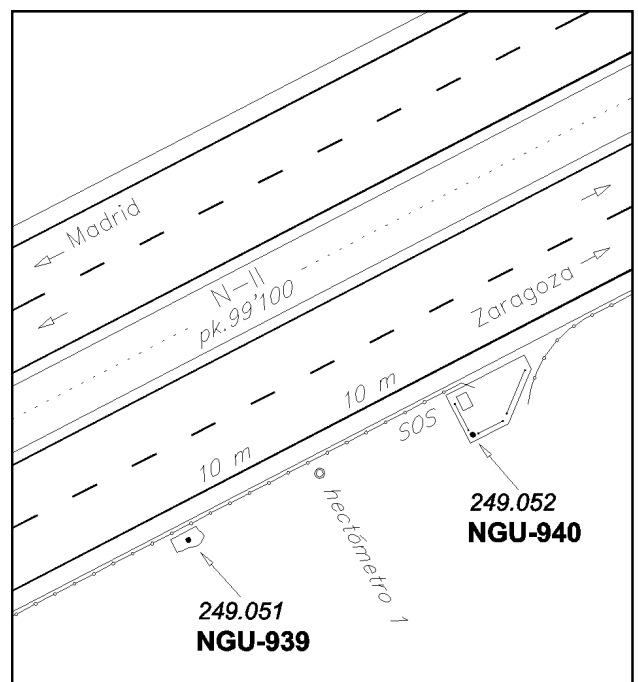 Madrid
N-II
pk.99'100
Zaragoza
10 m
SOS
10 m
hectómetro 1
249.052
NGU-940
249.051
NGU-939